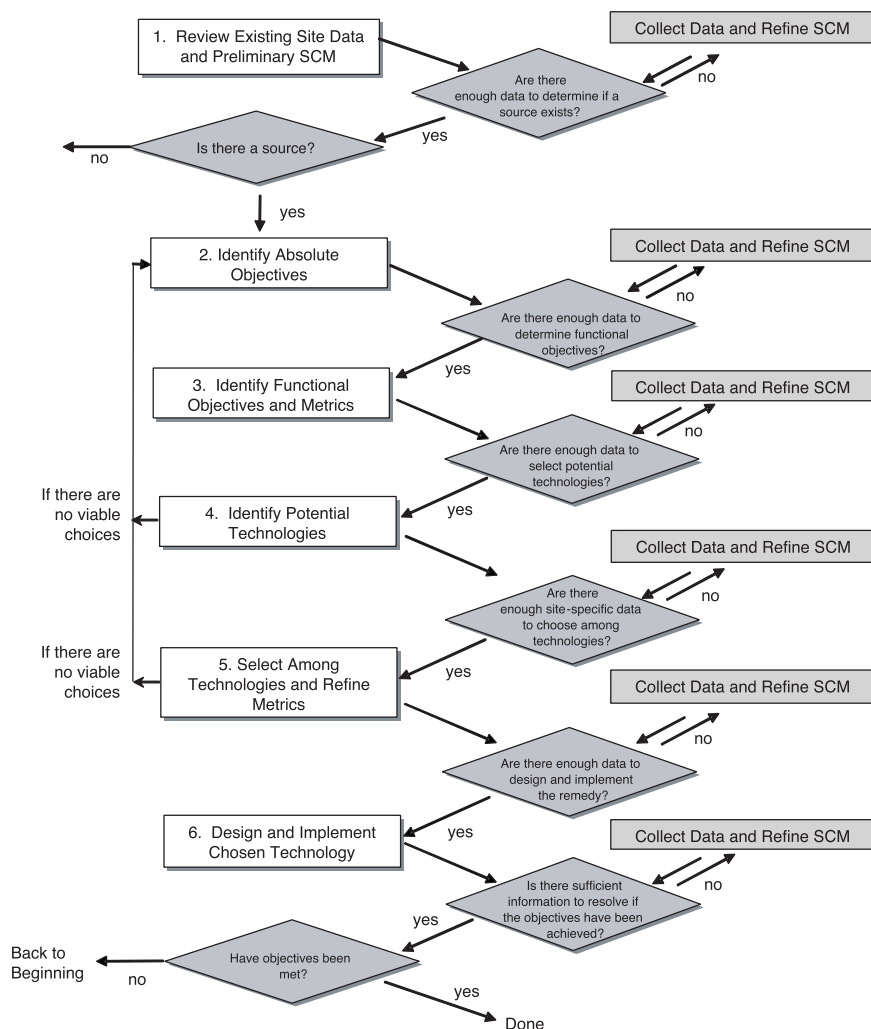 1. Review Existing Site Data
and Preliminary SCM
Collect Data and Refine SCM
Are there
enough data to determine if a
source exists?
no
yes
Is there a source?
no
yes
2. Identify Absolute
Objectives
Collect Data and Refine SCM
no
Are there enough data to
determine functional
objectives?
yes
3. Identify Functional
Objectives and Metrics
Collect Data and Refine SCM
no
Are there enough data to
select potential
technologies?
yes
If there are
no viable
choices
4. Identify Potential
Technologies
Collect Data and Refine SCM
no
Are there
enough site-specific data
to choose among
technologies?
yes
If there are
no viable
choices
5. Select Among
Technologies and Refine
Metrics
Collect Data and Refine SCM
no
Are there enough data to
design and implement
the remedy?
yes
6. Design and Implement
Chosen Technology
Collect Data and Refine SCM
no
Is there sufficient
information to resolve if
the objectives have been
achieved?
yes
Have objectives been
met?
Back to
Beginning
no
yes
Done